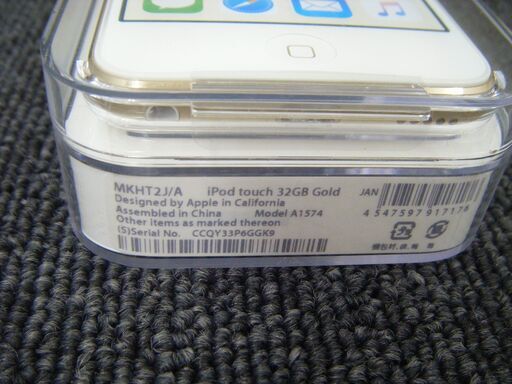 MKHT2J/A iPod touch 32GB Gold JAN
Designed by Apple in California
Assembled in China Model A1574
4 547597 917178
Other items as marked thereon
(S)Serial No. CCQY33P6GGK9